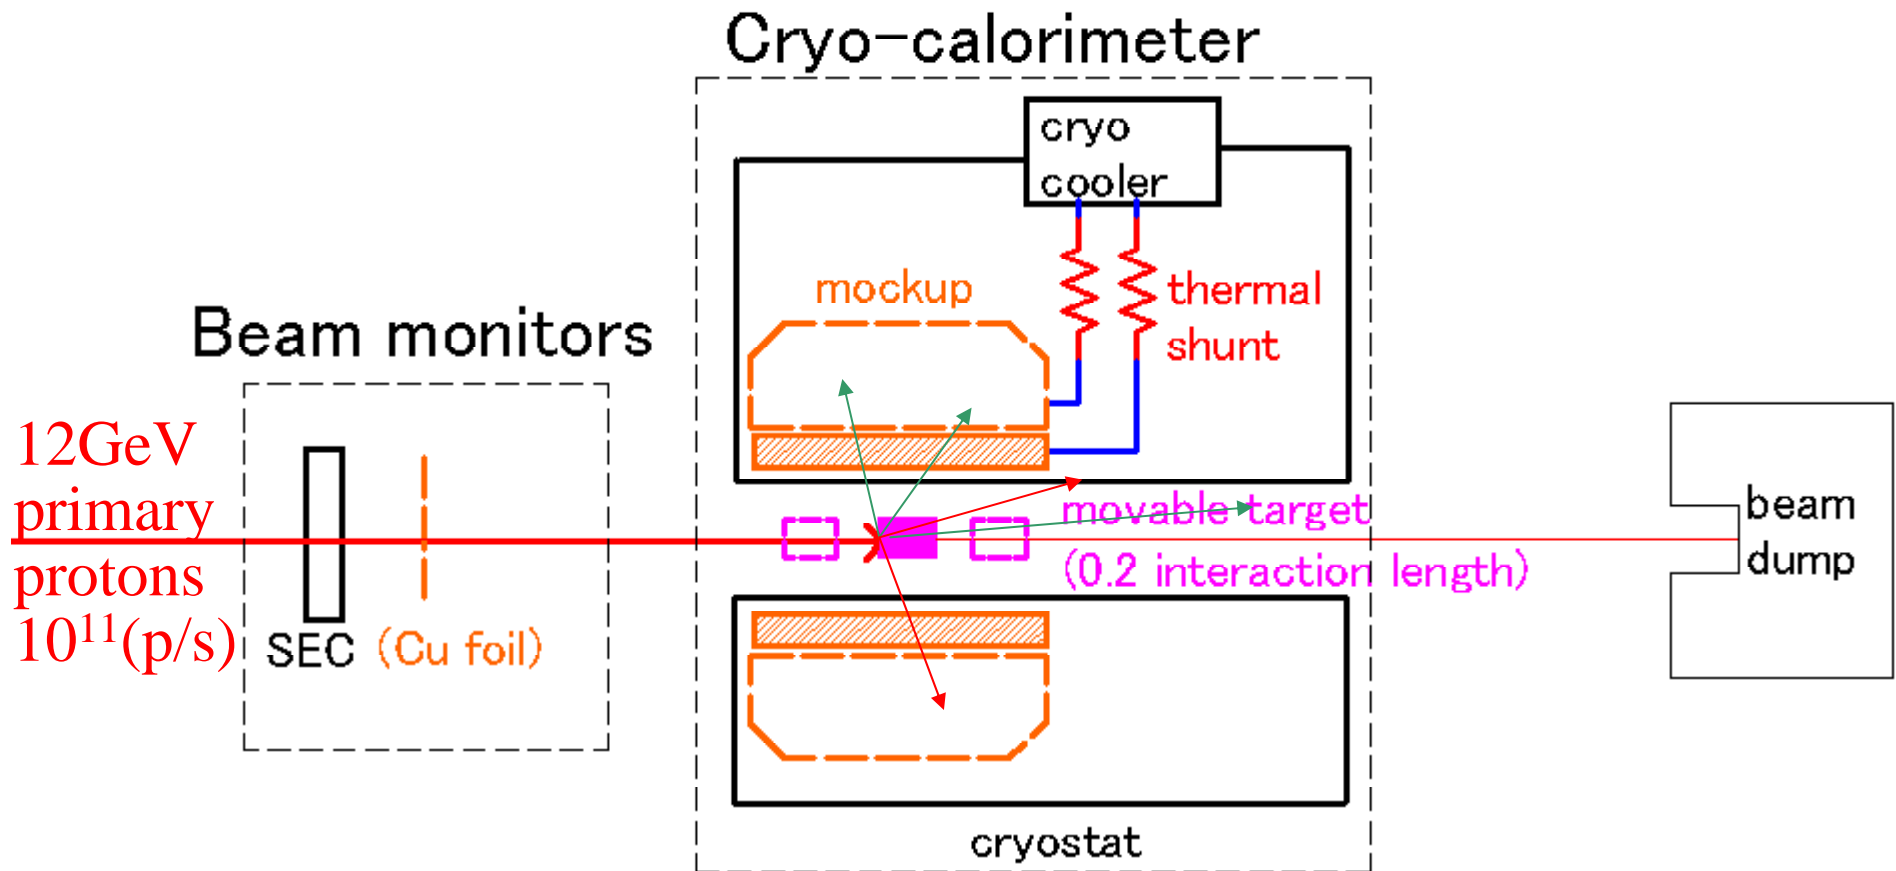 Cryo-calorimeter
cryo
cooler
mockup
thermal
shunt
Beam monitors
12GeV
primary
protons
10¹¹(p/s)
SEC (Cu foil)
movable target
(0.2 interaction length)
beam
dump
cryostat